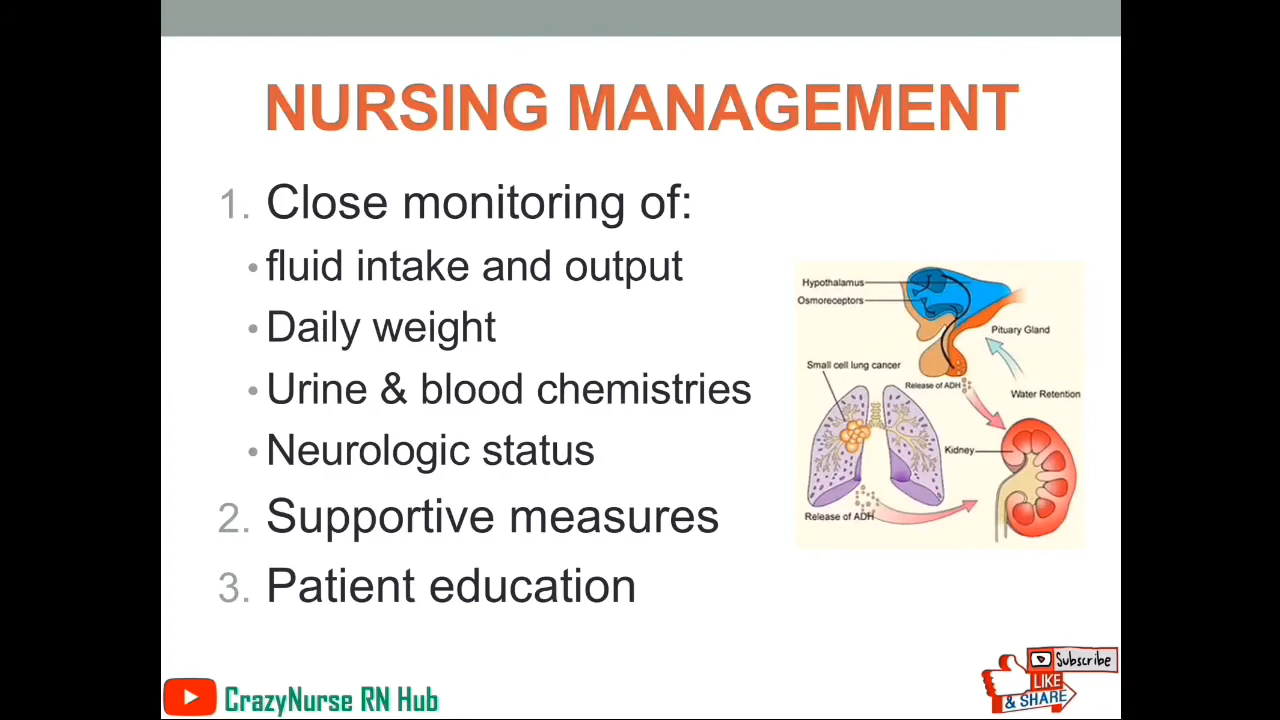 NURSING MANAGEMENT
1. Close monitoring of:
• fluid intake and output
• Daily weight
• Urine & blood chemistries
• Neurologic status
2. Supportive measures
3. Patient education
Hypothalamus
Osmoreceptors
Pituary Gland
Small cell lung cancer
Release of ADH
Water Retention
Kidney
Release of ADH
CrazyNurse RN Hub
Subscribe
LIKE
& SHARE